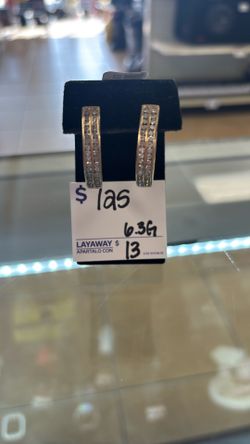 $ 125
6.3G
LAYAWAY $ 13
APARTALO CON